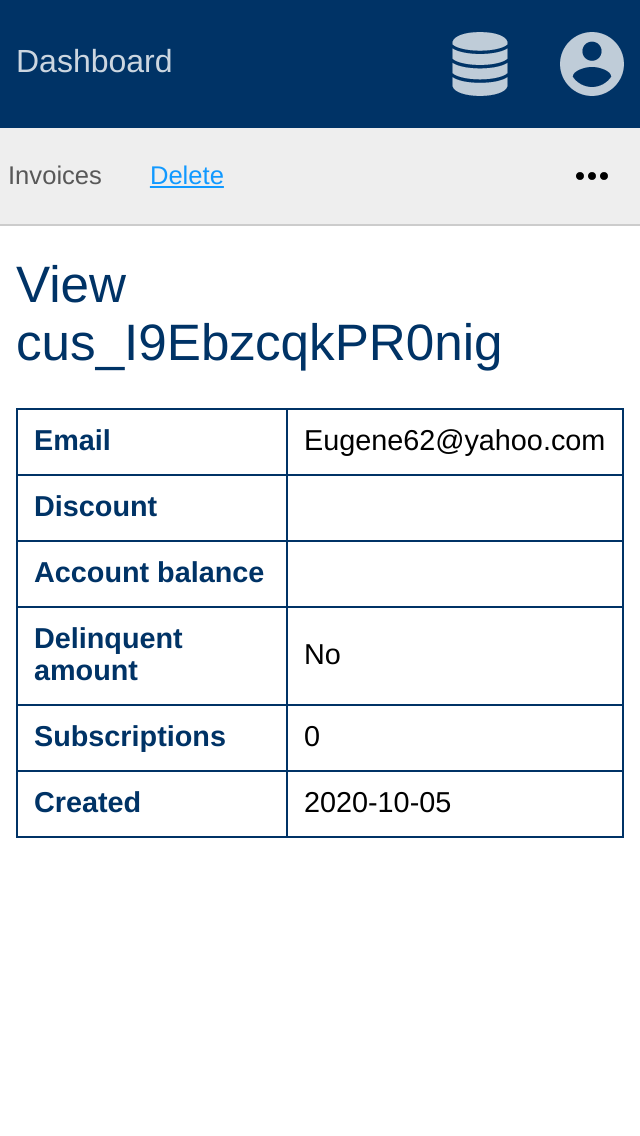 Dashboard
Invoices Delete
View
cus_I9EbzcqkPR0nig
Email Eugene62@yahoo.com
Discount
Account balance
Delinquent
amount No
Subscriptions 0
Created 2020-10-05